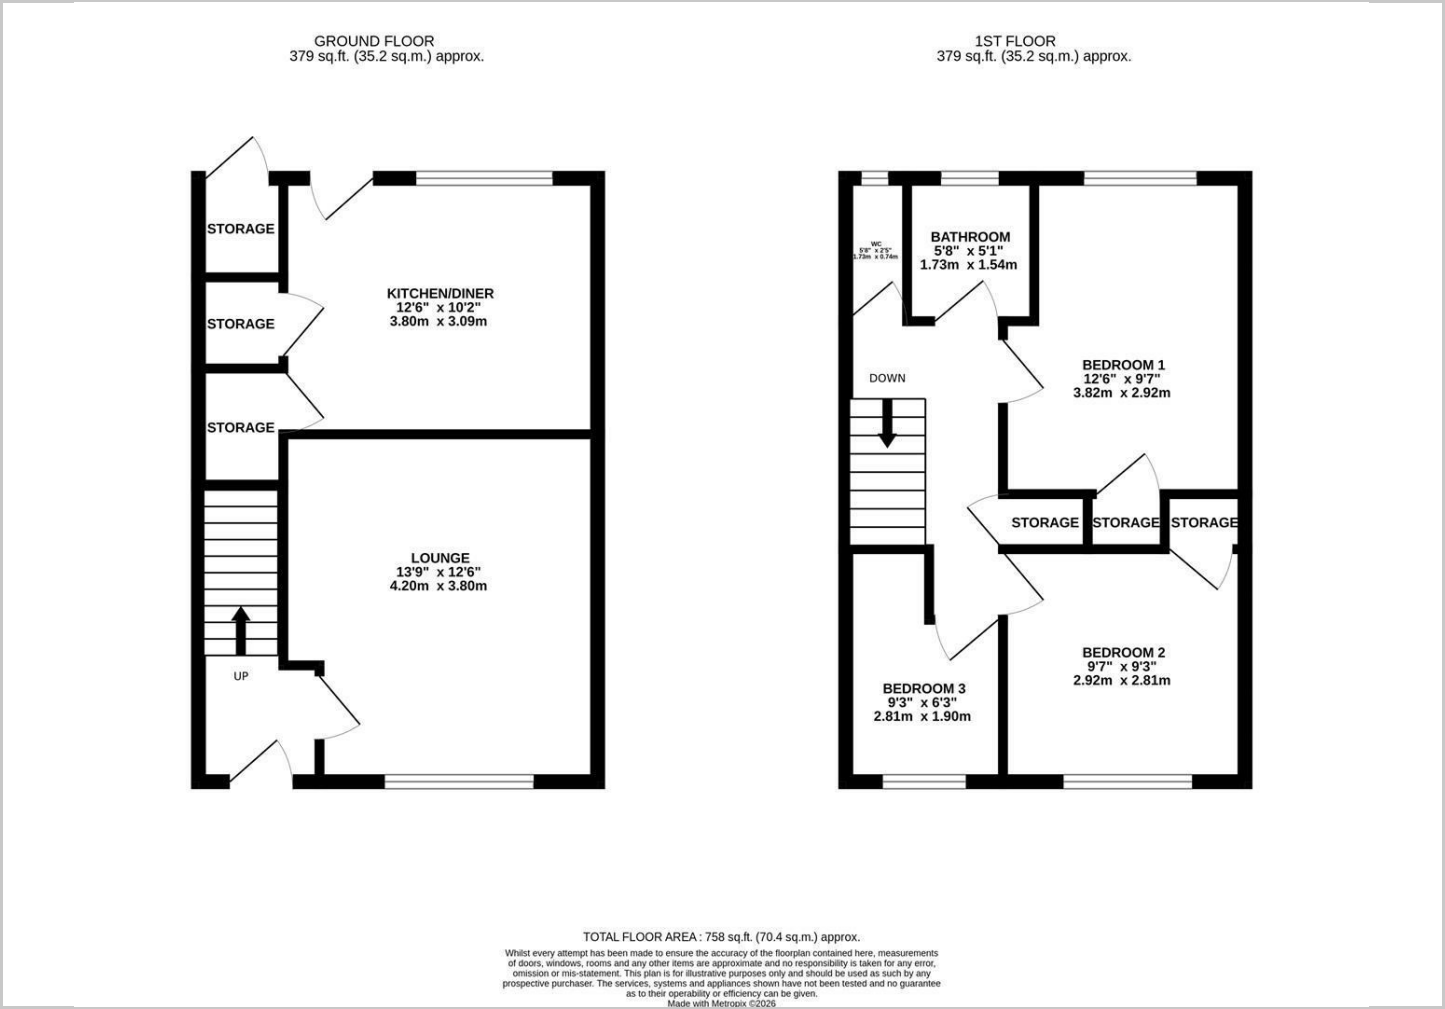 GROUND FLOOR
379 sq.ft. (35.2 sq.m.) approx.
1ST FLOOR
379 sq.ft. (35.2 sq.m.) approx.
STORAGE
STORAGE
STORAGE
KITCHEN/DINER
12'6" x 10'2"
3.80m x 3.09m
LOUNGE
13'9" x 12'6"
4.20m x 3.80m
UP
WC
5'8" x 2'5"
1.73m x 0.74m
BATHROOM
5'8" x 5'1"
1.73m x 1.54m
DOWN
BEDROOM 1
12'6" x 9'7"
3.82m x 2.92m
STORAGE
STORAGE
STORAGE
BEDROOM 2
9'7" x 9'3"
2.92m x 2.81m
BEDROOM 3
9'3" x 6'3"
2.81m x 1.90m
TOTAL FLOOR AREA : 758 sq.ft. (70.4 sq.m.) approx.
Whilst every attempt has been made to ensure the accuracy of the floorplan contained here, measurements
of doors, windows, rooms and any other items are approximate and no responsibility is taken for any error,
omission or mis-statement. This plan is for illustrative purposes only and should be used as such by any
prospective purchaser. The services, systems and appliances shown have not been tested and no guarantee
as to their operability or efficiency can be given.
Made with Metropix ©2026